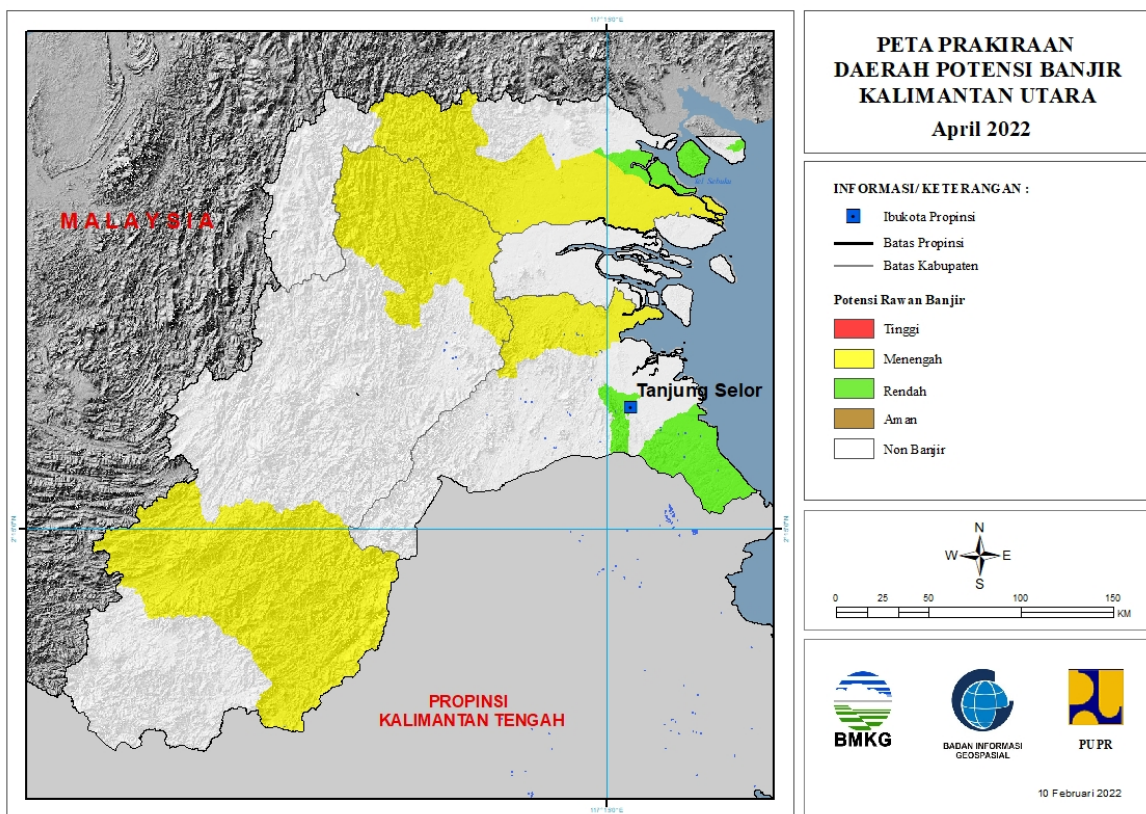 PETA PRAKIRAAN
DAERAH POTENSI BANJIR
KALIMANTAN UTARA
April 2022
INFORMASI/ KETERANGAN :
Ibukota Propinsi
Batas Propinsi
Batas Kabupaten
Potensi Rawan Banjir
Tinggi
Menengah
Rendah
Aman
Non Banjir
N
W E
S
0 25 50 100 150
KM
BMKG
BADAN INFORMASI
GEOSPASIAL
PUPR
10 Februari 2022
MALAYSIA
Tanjung Selor
PROPINSI
KALIMANTAN TENGAH